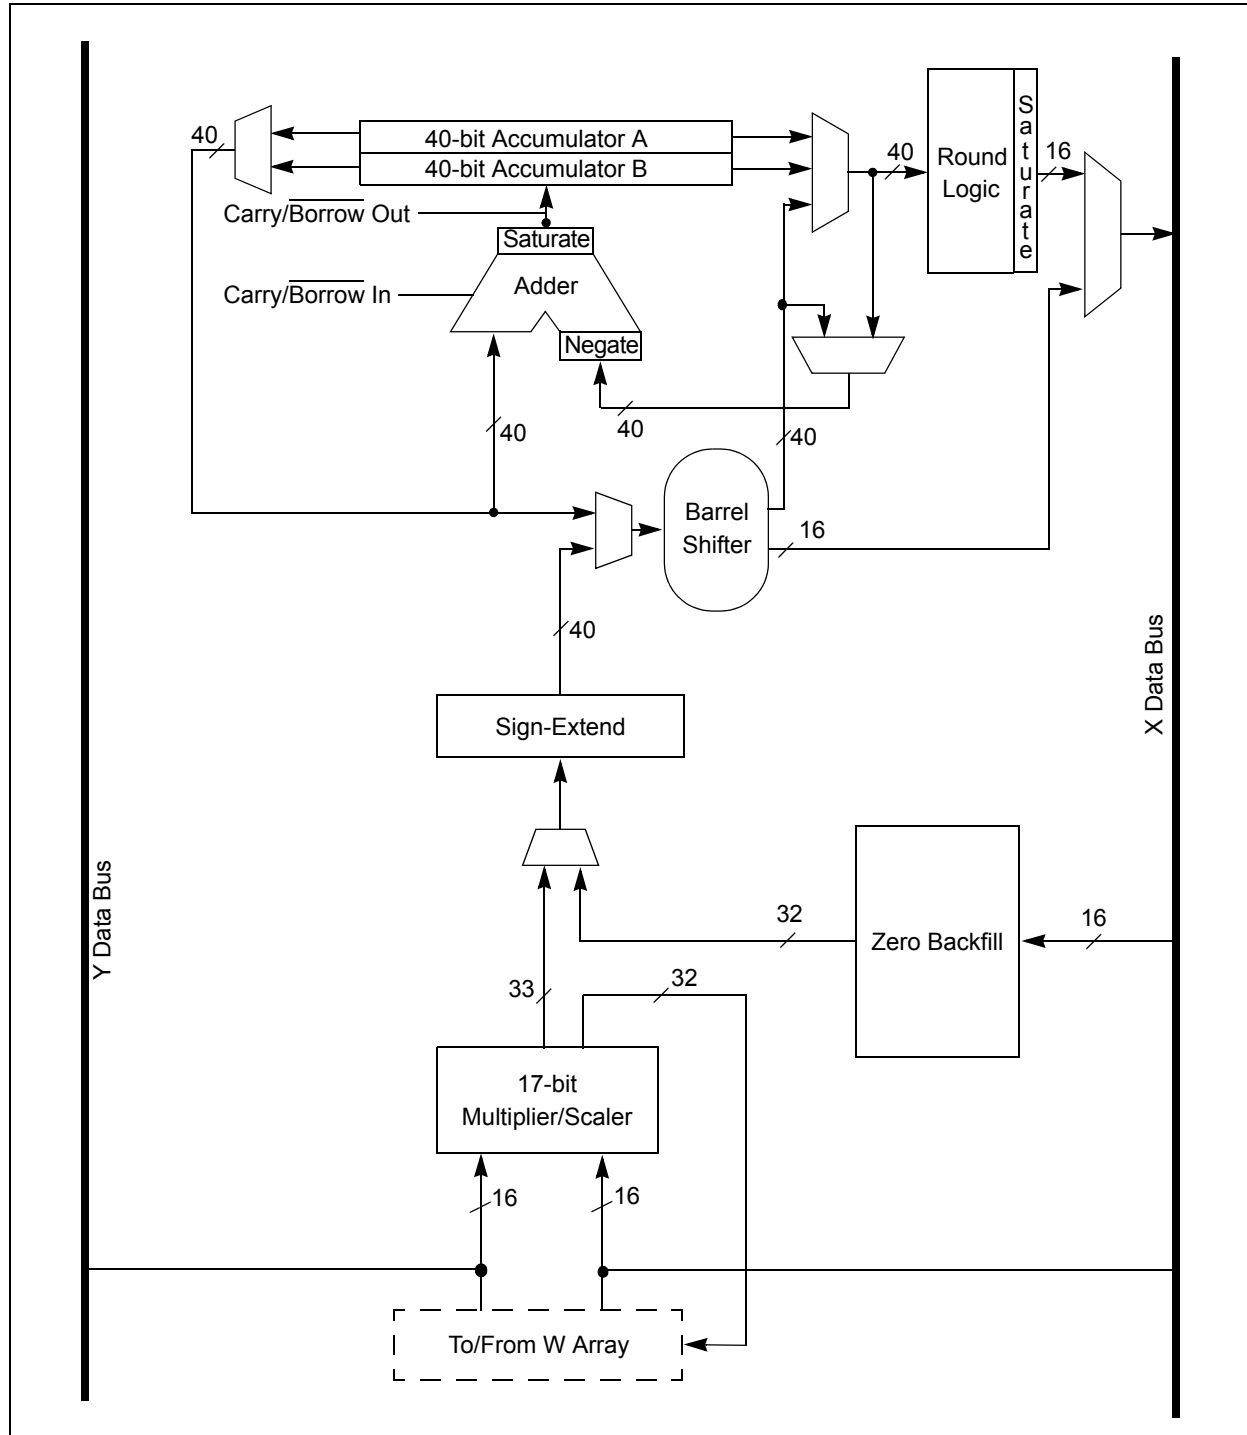 40
40-bit Accumulator A
40-bit Accumulator B
Carry/Borrow Out
Saturate
Carry/Borrow In
Adder
Negate
40
Round
Logic
Saturate
16
40
40
40
Barrel
Shifter
16
40
Sign-Extend
X Data Bus
Y Data Bus
32
Zero Backfill
16
33
32
17-bit
Multiplier/Scaler
16
16
To/From W Array